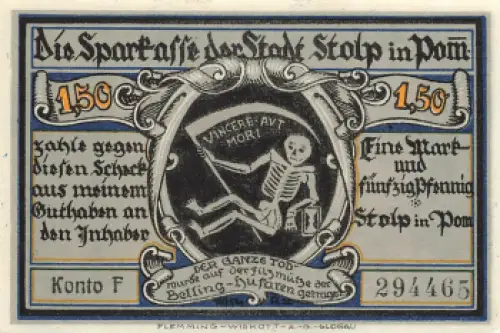 Die Sparkasse der Stadt Stolp in Pom̄.
1,50
1,50
VINCERE AVT
MORI
zahle gegen
diesen Scheck
aus meinem
Guthaben an
den Inhaber
Eine Mark
und
fünfzig Pfennig
Stolp in Pom
DER GANZE TOD
wurde auf der Filzmütze der
Belling-Husaren getragen
Konto F
294465
FLEMMING-WISKOTT-A-G-GLOGAU